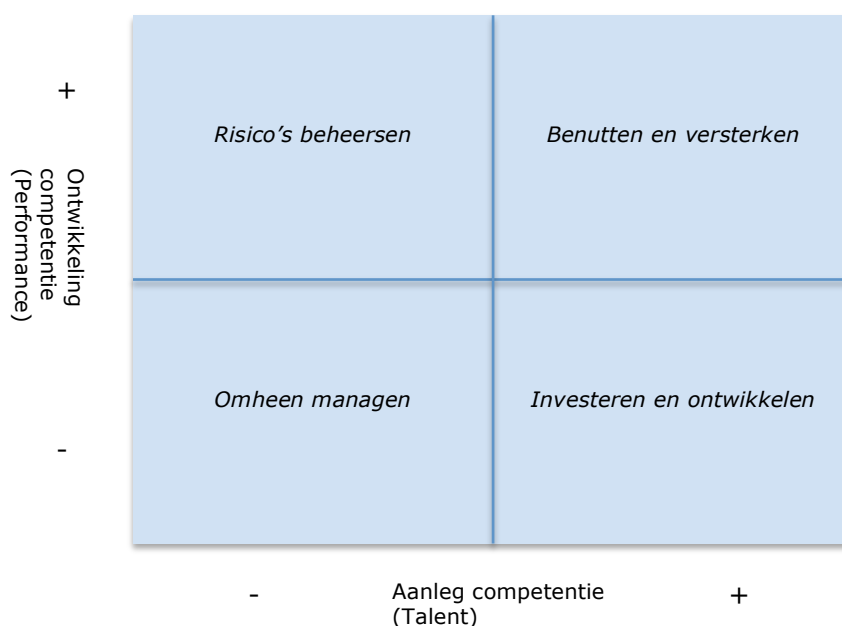 +
Risico's beheersen
Benutten en versterken
Ontwikkeling
competentie
(Performance)
Omheen managen
Investeren en ontwikkelen
-
-
Aanleg competentie
(Talent)
+